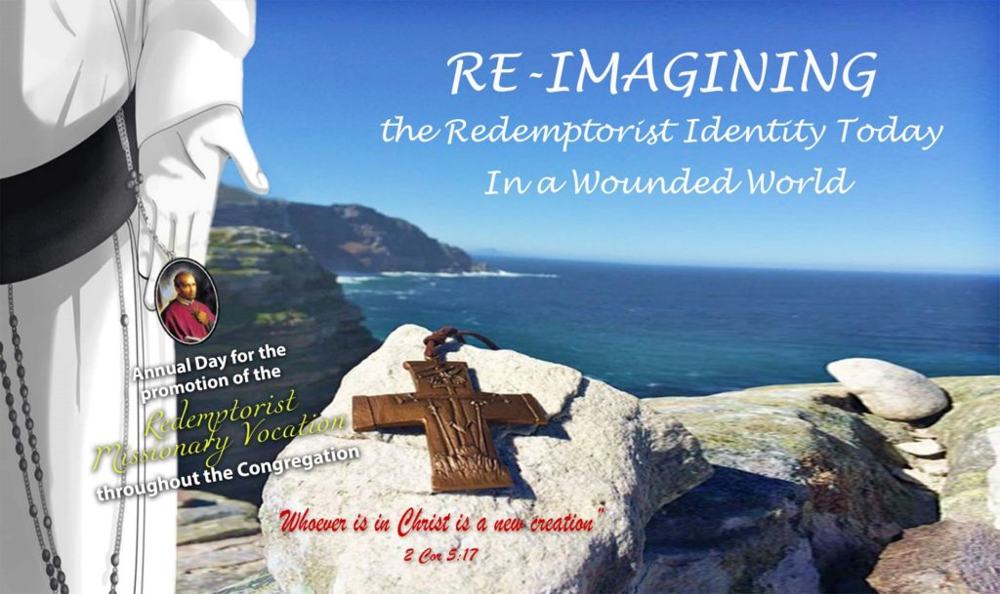 RE-IMAGINING
the Redemptorist Identity Today
In a Wounded World
Annual Day for the
promotion of the
Redemptorist
Missionary Vocation
throughout the Congregation
Whoever is in Christ is a new creation"
2 Cor 5:17